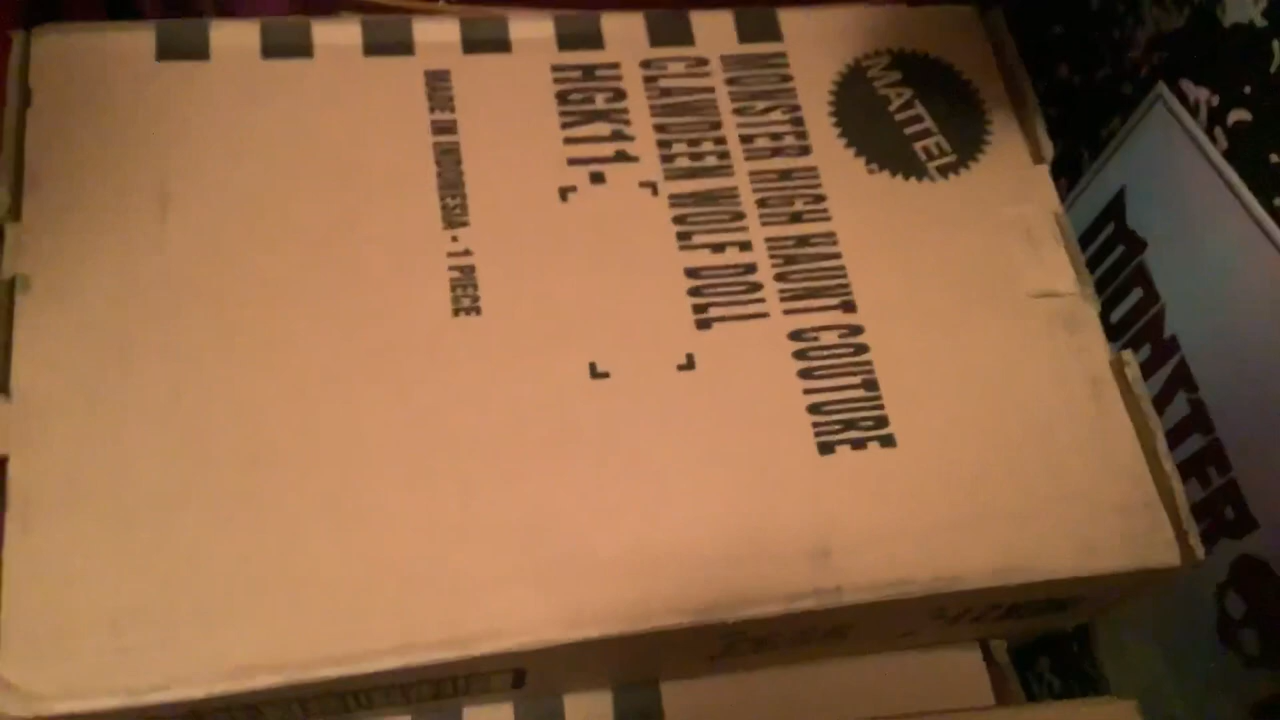 MATTEL
MONSTER HIGH HAUNT COUTURE
CLAWDEEN WOLF DOLL
HGK11-
MADE IN INDONESIA - 1 PIECE
MONSTER